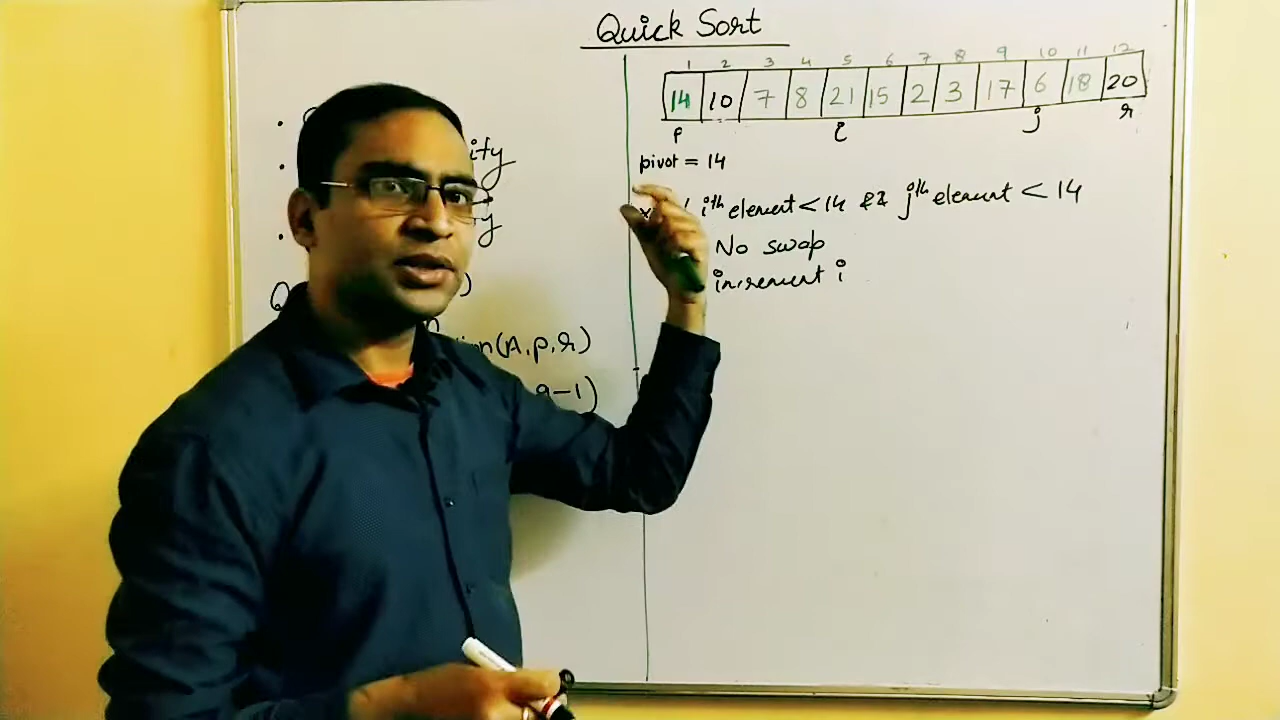 Quick Sort
1 2 3 4 5 6 7 8 9 10 11 12
14 10 7 8 21 15 2 3 17 6 18 20
p i j r
pivot = 14
ith element < 14 && jth element < 14
No swap
increment i
(A, p, r)
q-1)